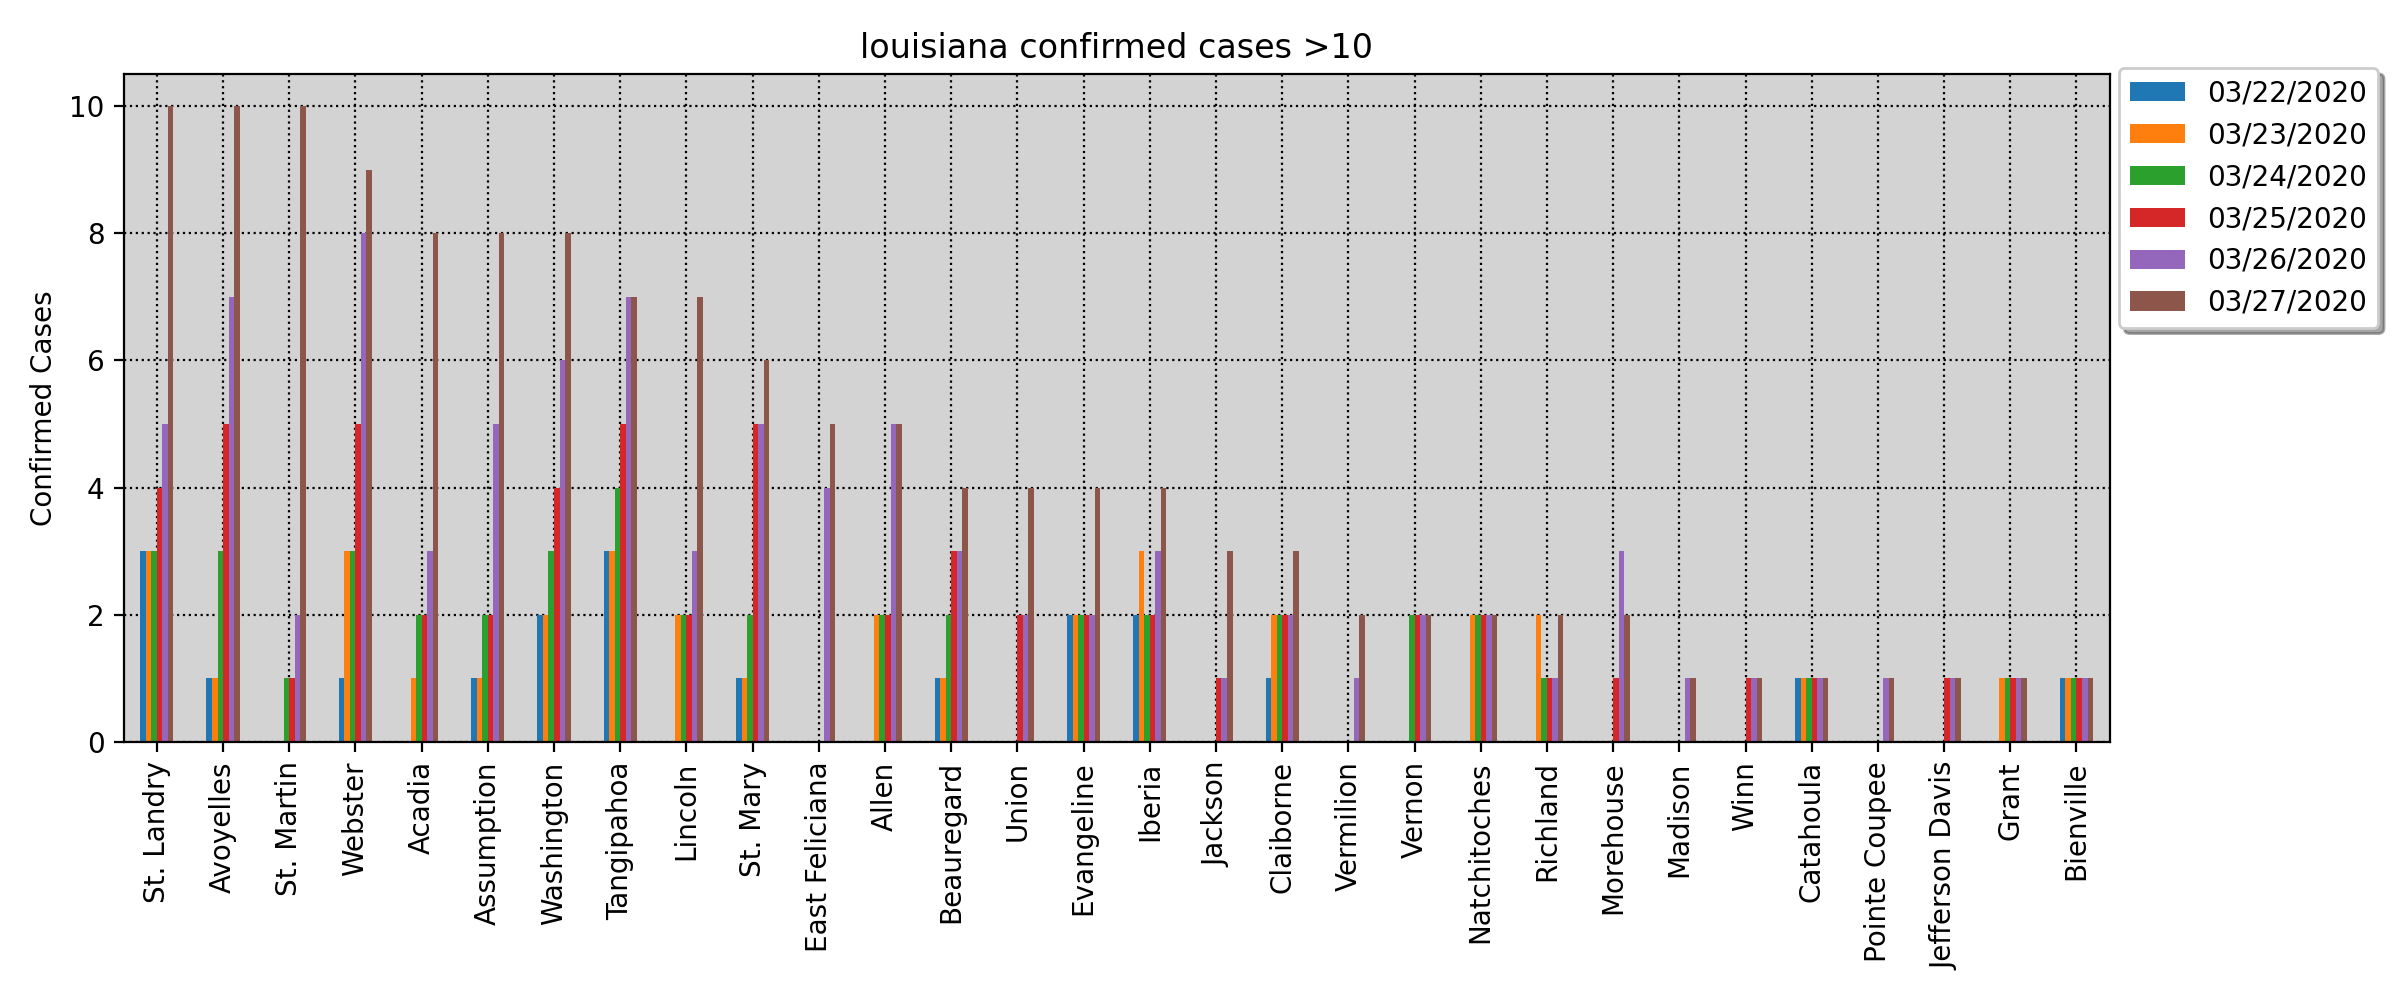 louisiana confirmed cases >10
Confirmed Cases
10
8
6
4
2
0
St. Landry
Avoyelles
St. Martin
Webster
Acadia
Assumption
Washington
Tangipahoa
Lincoln
St. Mary
East Feliciana
Allen
Beauregard
Union
Evangeline
Iberia
Jackson
Claiborne
Vermilion
Vernon
Natchitoches
Richland
Morehouse
Madison
Winn
Catahoula
Pointe Coupee
Jefferson Davis
Grant
Bienville
03/22/2020
03/23/2020
03/24/2020
03/25/2020
03/26/2020
03/27/2020